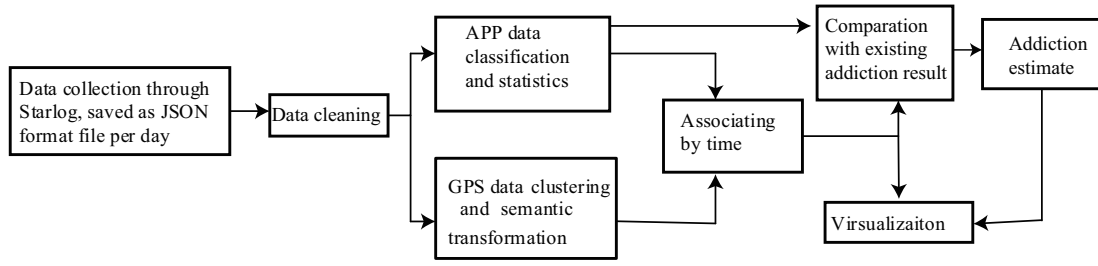 Data collection through
Starlog, saved as JSON
format file per day
Data cleaning
APP data
classification
and statistics
GPS data clustering
and semantic
transformation
Associating
by time
Comparation
with existing
addiction result
Addiction
estimate
Virsualizaiton